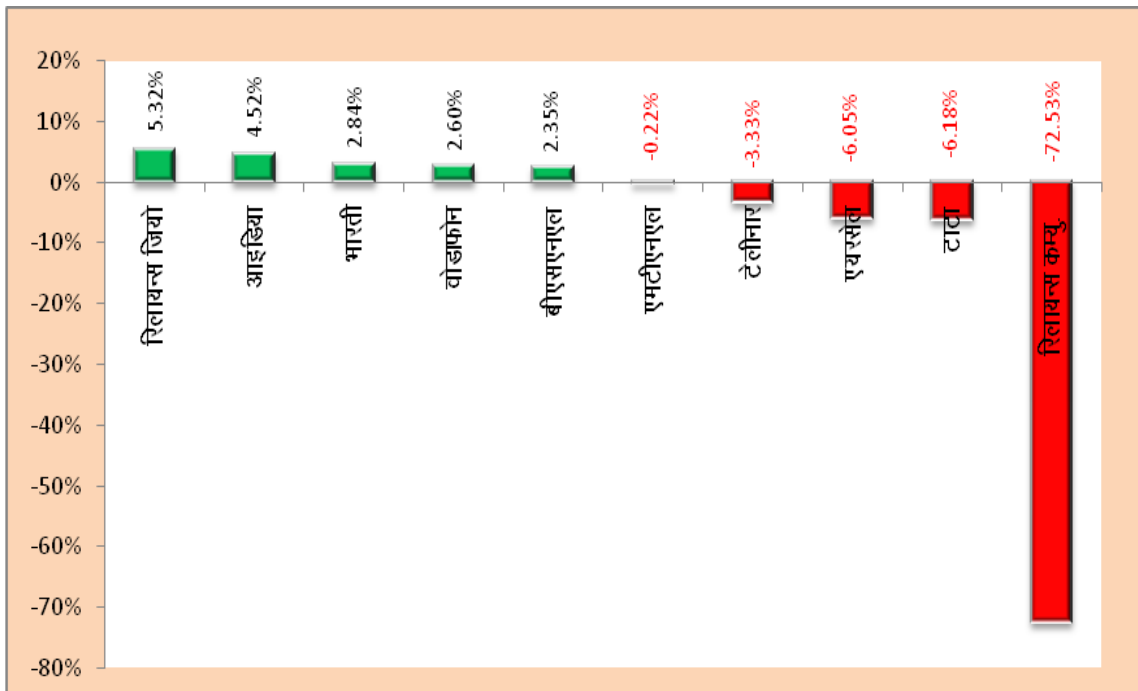 20%
10%
0%
-10%
-20%
-30%
-40%
-50%
-60%
-70%
-80%
5.32%
4.52%
2.84%
2.60%
2.35%
-0.22%
-3.33%
-6.05%
-6.18%
-72.53%
रिलायन्स जियो
आइडिया
भारती
वोडाफोन
बीएसएनएल
एमटीएनएल
टेलीनार
एयरसेल
टाटा
रिलायन्स कम्यु.